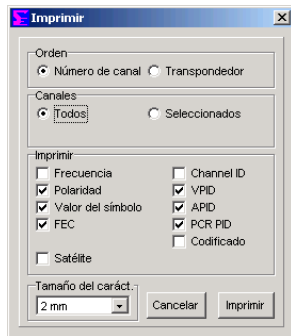 Imprimir
Orden
Número de canal Transpondedor
Canales
Todos Seleccionados
Imprimir
Frecuencia Channel ID
Polaridad VPID
Valor del símbolo APID
FEC PCR PID
Codificado
Satélite
Tamaño del caráct.
2 mm Cancelar Imprimir